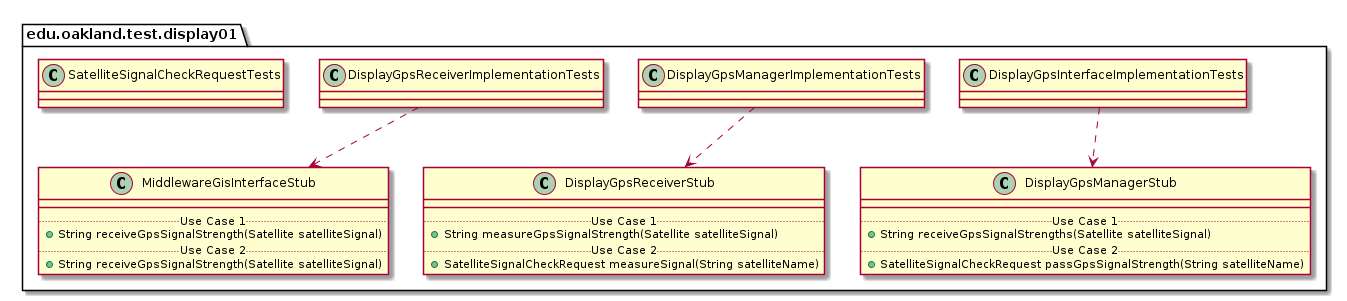 edu.oakland.test.display01
C SatelliteSignalCheckRequestTests
C DisplayGpsReceiverImplementationTests
C DisplayGpsManagerImplementationTests
C DisplayGpsInterfaceImplementationTests
C MiddlewareGisInterfaceStub
Use Case 1
String receiveGpsSignalStrength(Satellite satelliteSignal)
Use Case 2
String receiveGpsSignalStrength(Satellite satelliteSignal)
C DisplayGpsReceiverStub
Use Case 1
String measureGpsSignalStrength(Satellite satelliteSignal)
Use Case 2
SatelliteSignalCheckRequest measureSignal(String satelliteName)
C DisplayGpsManagerStub
Use Case 1
String receiveGpsSignalStrengths(Satellite satelliteSignal)
Use Case 2
SatelliteSignalCheckRequest passGpsSignalStrength(String satelliteName)